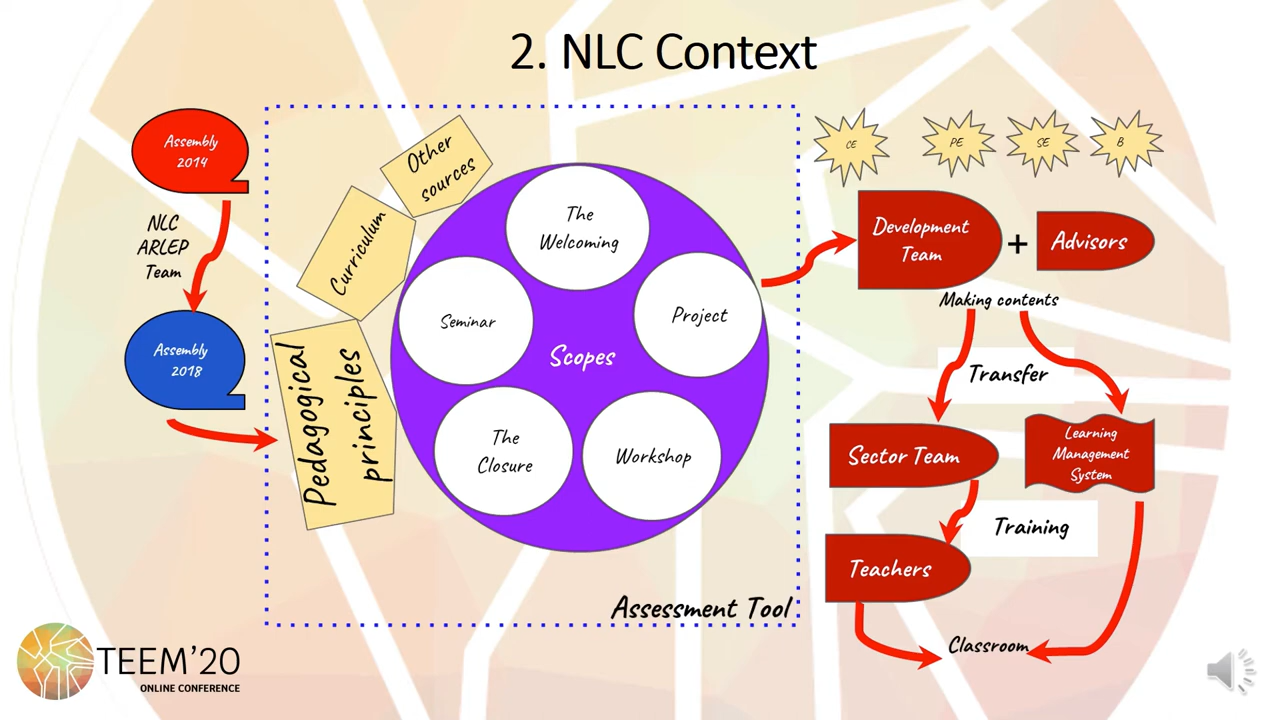 2. NLC Context
Assembly
2014
NLC
ARLEP
Team
Assembly
2018
Other
sources
Curriculum
Pedagogical
principles
The
Welcoming
Seminar
Project
Scopes
The
Closure
Workshop
Assessment Tool
CE
PE
SE
B
Development
Team
+
Advisors
Making contents
Transfer
Sector Team
Learning
Management
System
Training
Teachers
Classroom
TEEM'20
ONLINE CONFERENCE